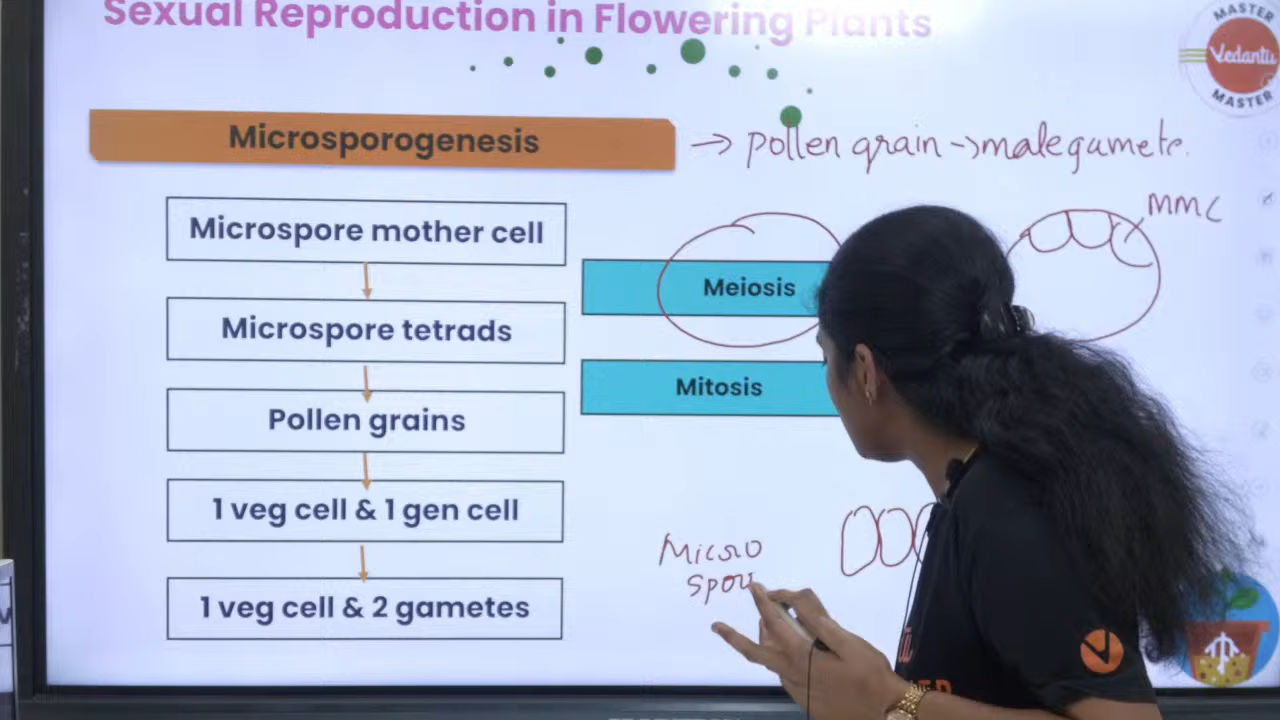 Sexual Reproduction in Flowering Plants
MASTER
Vedantu
MASTER
Microsporogenesis
→ pollen grain → male gamete.
MMC
Microspore mother cell
Meiosis
Microspore tetrads
Mitosis
Pollen grains
1 veg cell & 1 gen cell
Micro
spor
1 veg cell & 2 gametes